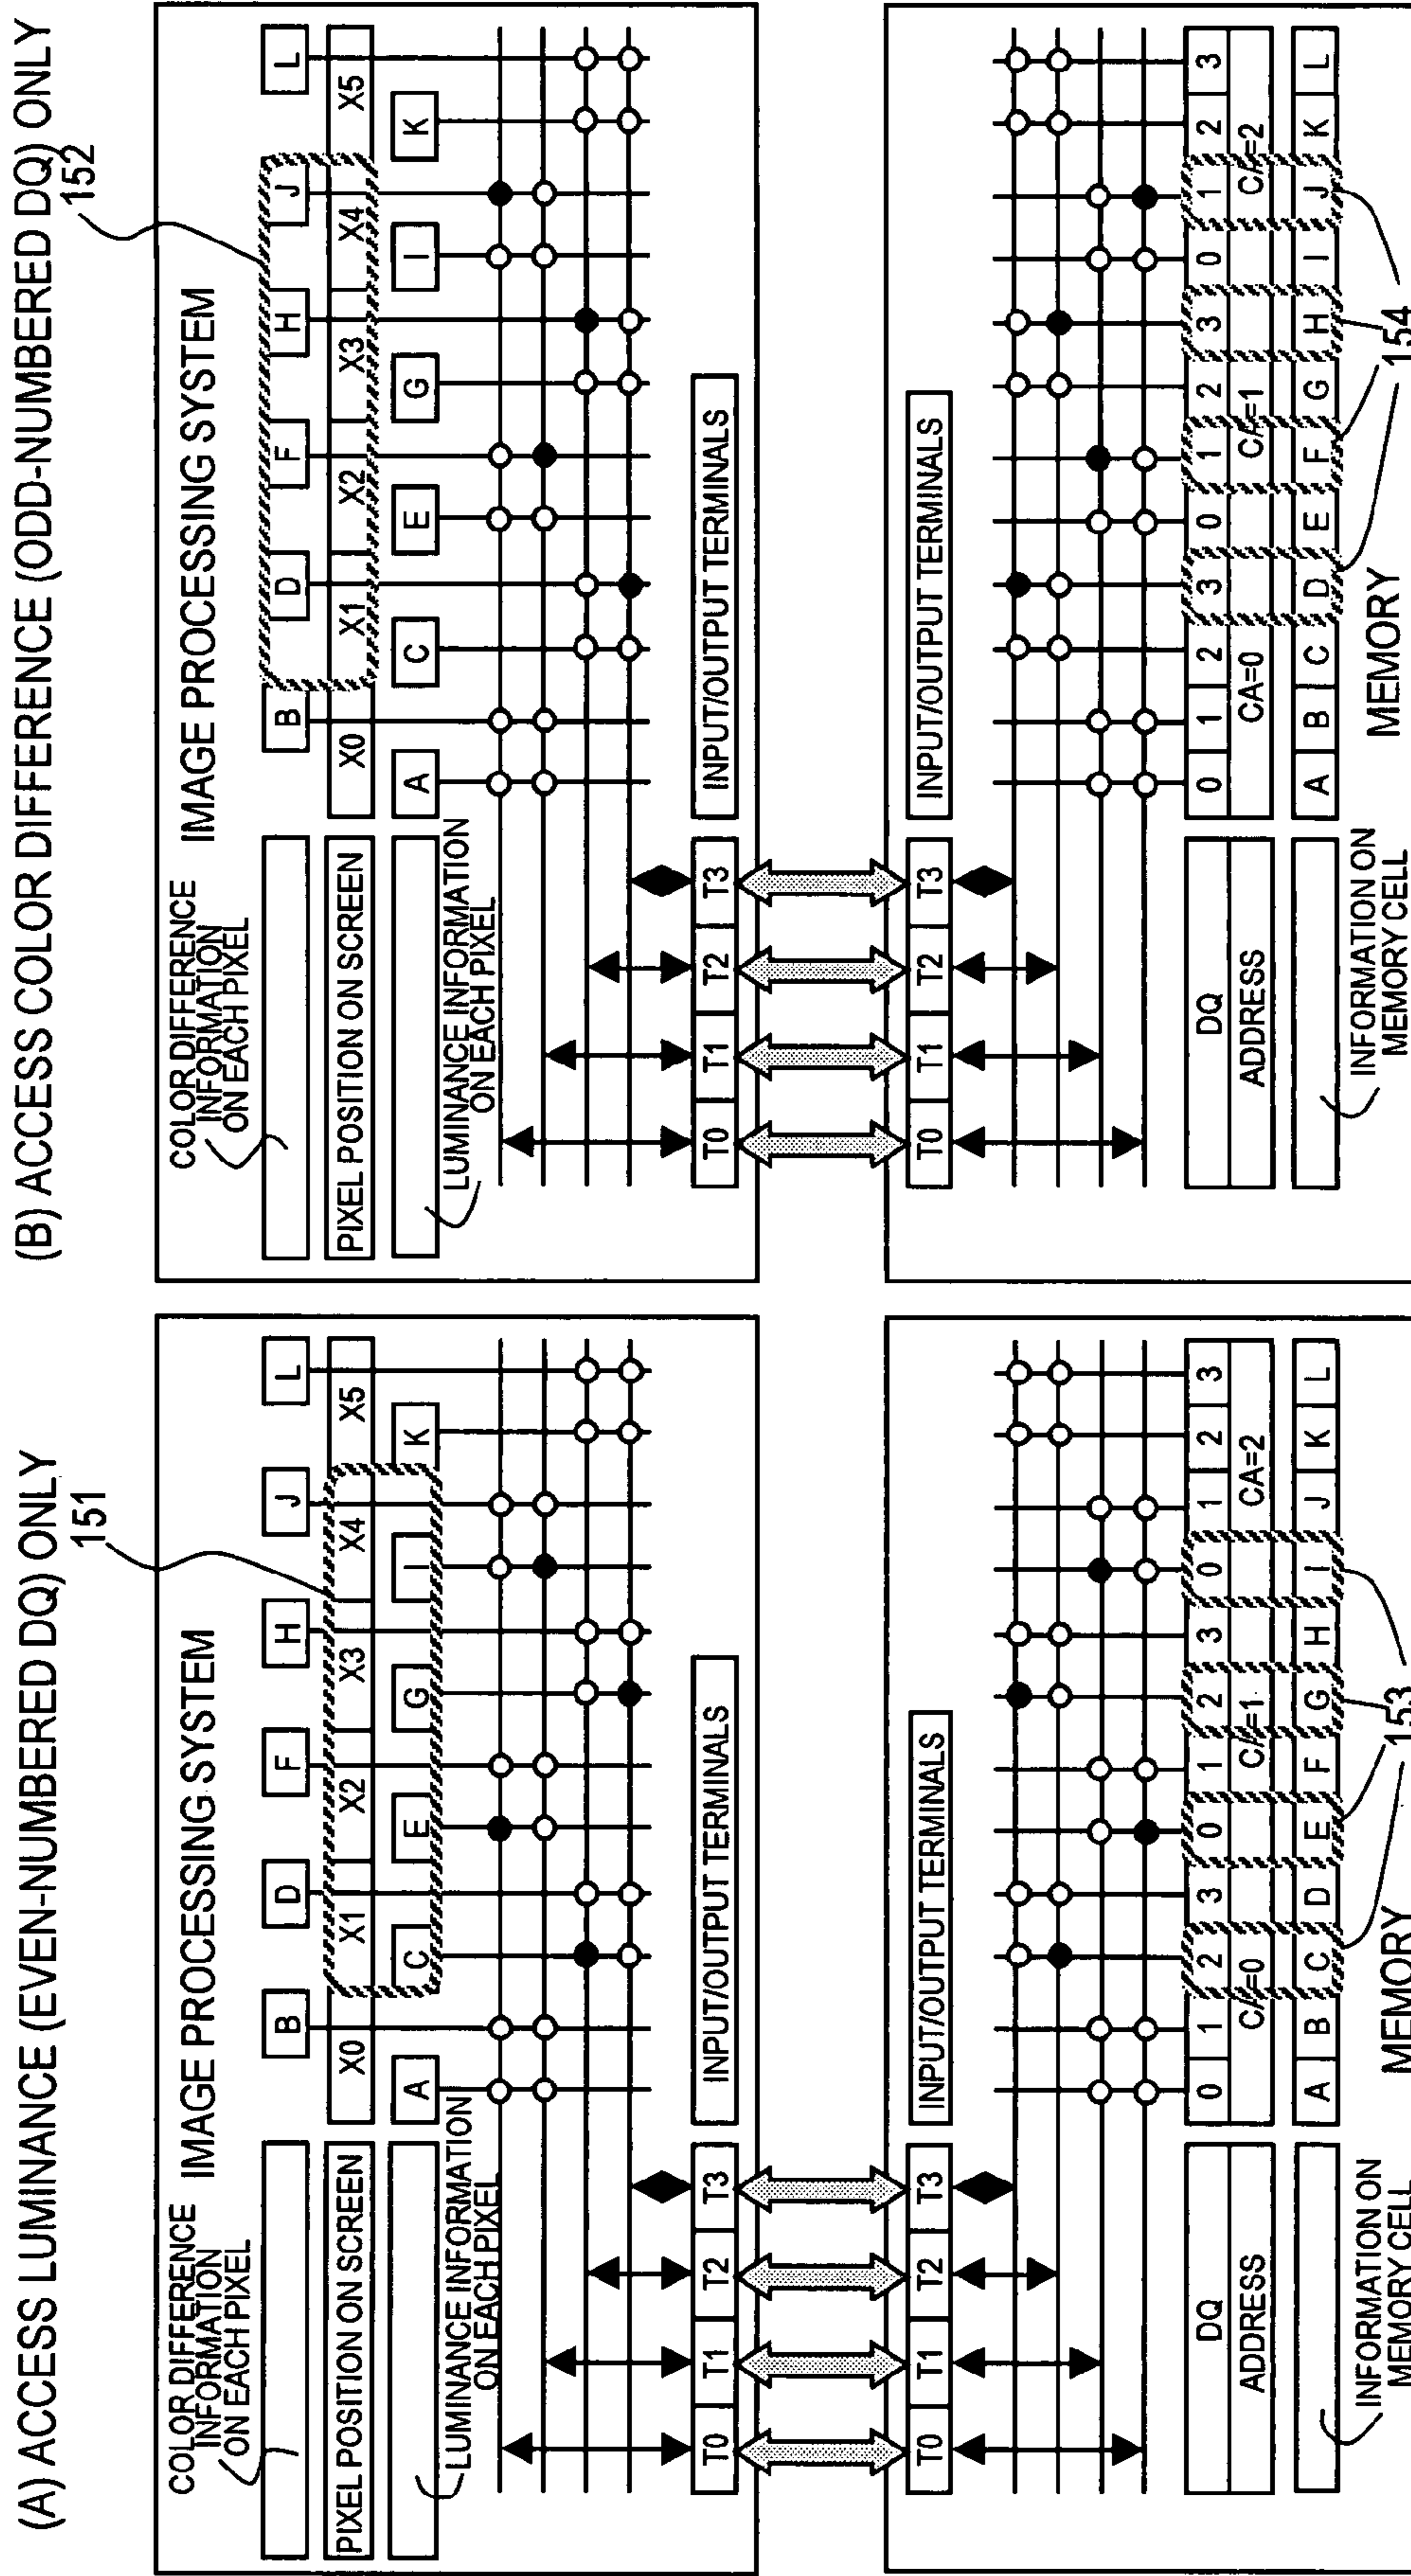 (A) ACCESS LUMINANCE (EVEN-NUMBERED DQ) ONLY
151
IMAGE PROCESSING SYSTEM
COLOR DIFFERENCE
INFORMATION
ON EACH PIXEL
B D F H J L
PIXEL POSITION ON SCREEN
X0 X1 X2 X3 X4 X5
A C E G I K
LUMINANCE INFORMATION
ON EACH PIXEL
T0 T1 T2 T3
INPUT/OUTPUT TERMINALS
T0 T1 T2 T3
INPUT/OUTPUT TERMINALS
DQ
0 1 2 3 0 1 2 3 0 1 2 3
ADDRESS
CA=0 CA=1 CA=2
A B C D E F G H I J K L
INFORMATION ON
MEMORY CELL
153
MEMORY
(B) ACCESS COLOR DIFFERENCE (ODD-NUMBERED DQ) ONLY
152
IMAGE PROCESSING SYSTEM
COLOR DIFFERENCE
INFORMATION
ON EACH PIXEL
B D F H J L
PIXEL POSITION ON SCREEN
X0 X1 X2 X3 X4 X5
A C E G I K
LUMINANCE INFORMATION
ON EACH PIXEL
T0 T1 T2 T3
INPUT/OUTPUT TERMINALS
T0 T1 T2 T3
INPUT/OUTPUT TERMINALS
DQ
0 1 2 3 0 1 2 3 0 1 2 3
ADDRESS
CA=0 CA=1 CA=2
A B C D E F G H I J K L
INFORMATION ON
MEMORY CELL
154
MEMORY